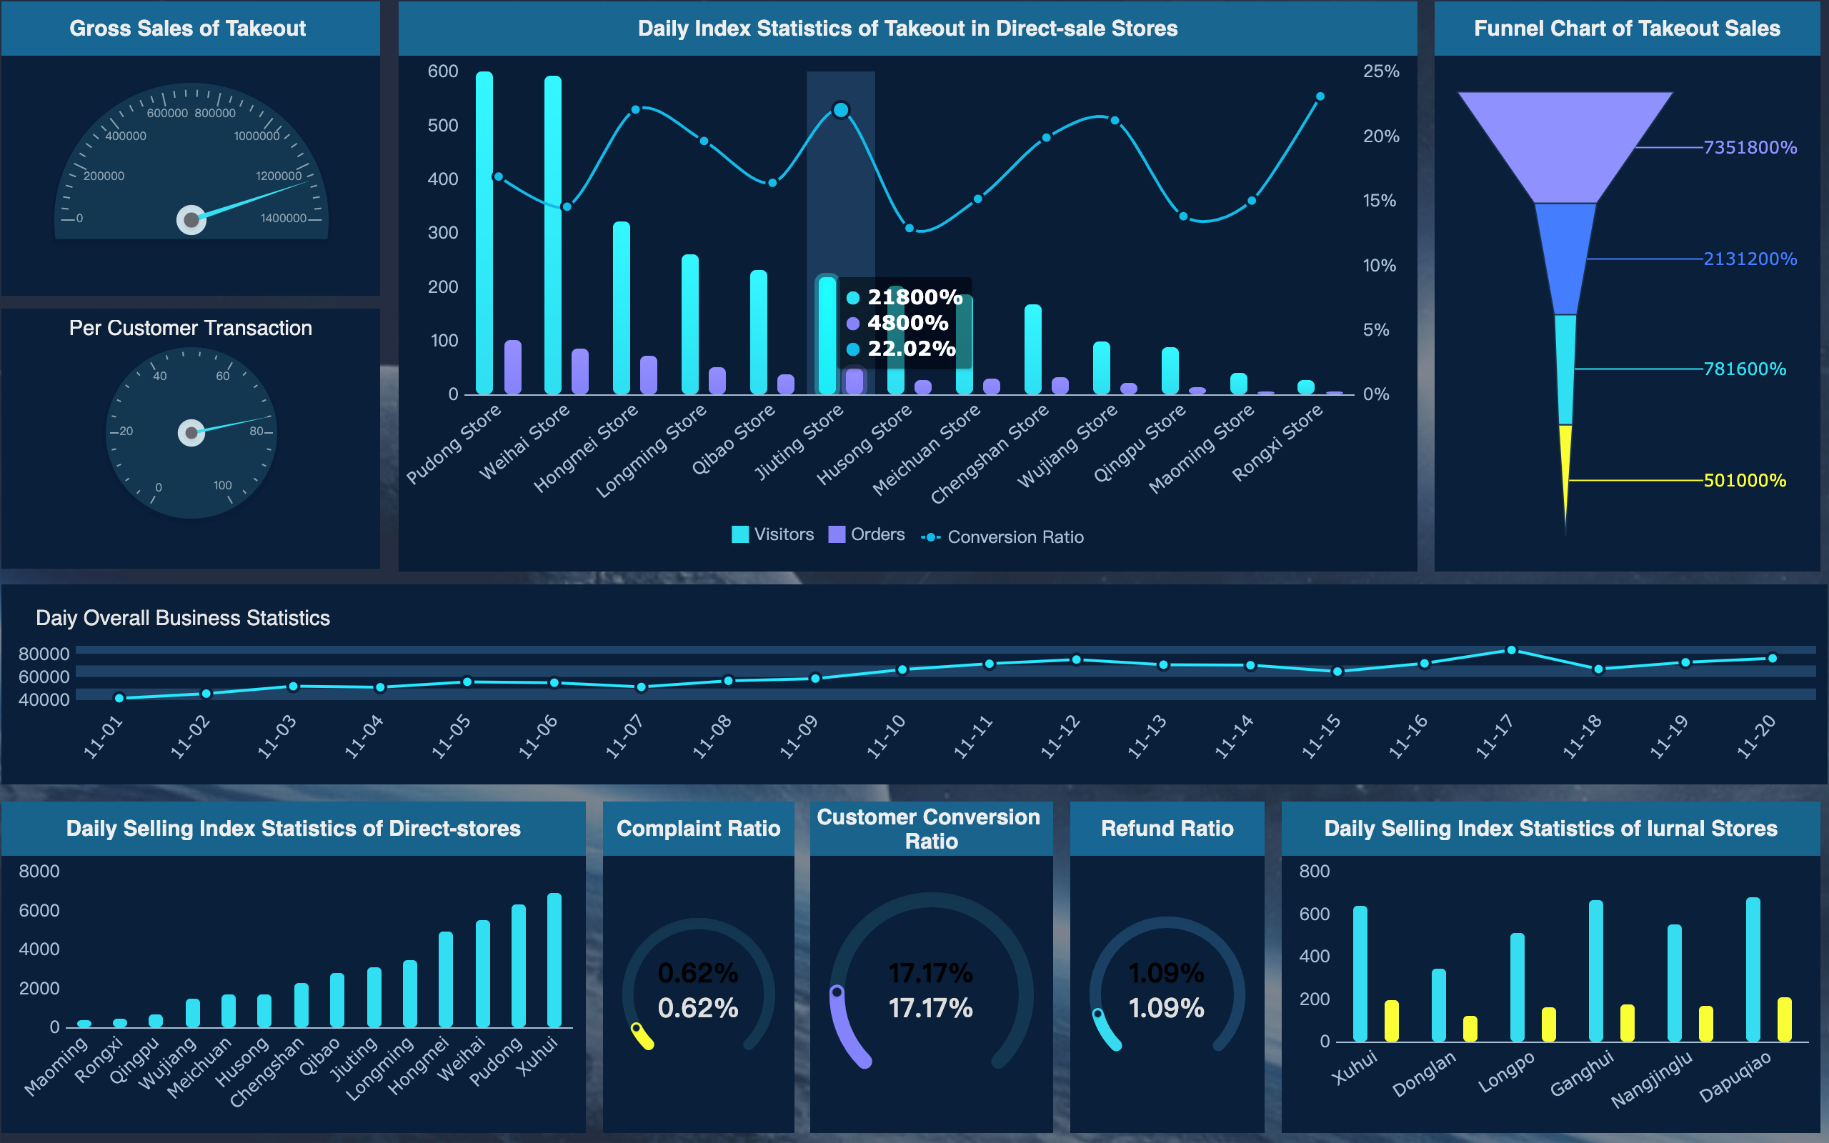 Gross Sales of Takeout
0
200000
400000
600000
800000
1000000
1200000
1400000
Per Customer Transaction
0
20
40
60
80
100
Daily Index Statistics of Takeout in Direct-sale Stores
600
500
400
300
200
100
0
25%
20%
15%
10%
5%
0%
21800%
4800%
22.02%
Pudong Store
Weihai Store
Hongmei Store
Longming Store
Qibao Store
Jiuting Store
Husong Store
Meichuan Store
Chengshan Store
Wujiang Store
Qingpu Store
Maoming Store
Rongxi Store
Visitors
Orders
Conversion Ratio
Funnel Chart of Takeout Sales
7351800%
2131200%
781600%
501000%
Daiy Overall Business Statistics
80000
60000
40000
11-01
11-02
11-03
11-04
11-05
11-06
11-07
11-08
11-09
11-10
11-11
11-12
11-13
11-14
11-15
11-16
11-17
11-18
11-19
11-20
Daily Selling Index Statistics of Direct-stores
8000
6000
4000
2000
0
Maoming
Rongxi
Qingpu
Wujiang
Meichuan
Husong
Chengshan
Qibao
Jiuting
Longming
Hongmei
Weihai
Pudong
Xuhui
Complaint Ratio
0.62%
0.62%
Customer Conversion
Ratio
17.17%
17.17%
Refund Ratio
1.09%
1.09%
Daily Selling Index Statistics of Iurnal Stores
800
600
400
200
0
Xuhui
Donglan
Longpo
Ganghui
Nangjinglu
Dapuqiao